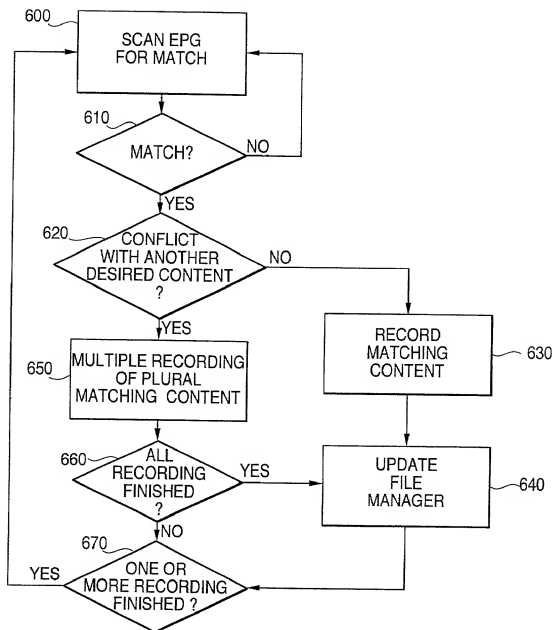 600
SCAN EPG
FOR MATCH
610
MATCH?
NO
YES
620
CONFLICT
WITH ANOTHER
DESIRED CONTENT
?
NO
YES
RECORD
MATCHING
CONTENT
630
650
MULTIPLE RECORDING
OF PLURAL
MATCHING CONTENT
660
ALL
RECORDING
FINISHED
?
YES
NO
UPDATE
FILE
MANAGER
640
670
YES
ONE OR
MORE RECORDING
FINISHED ?